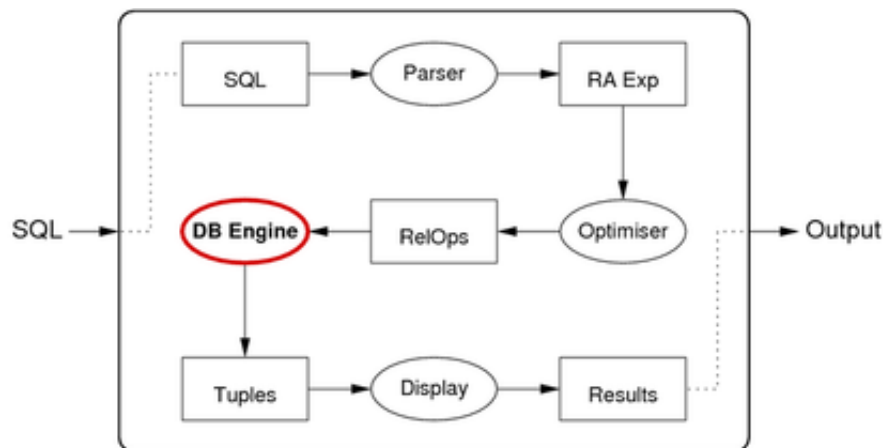 SQL
Parser
RA Exp
SQL
DB Engine
RelOps
Optimiser
Output
Tuples
Display
Results